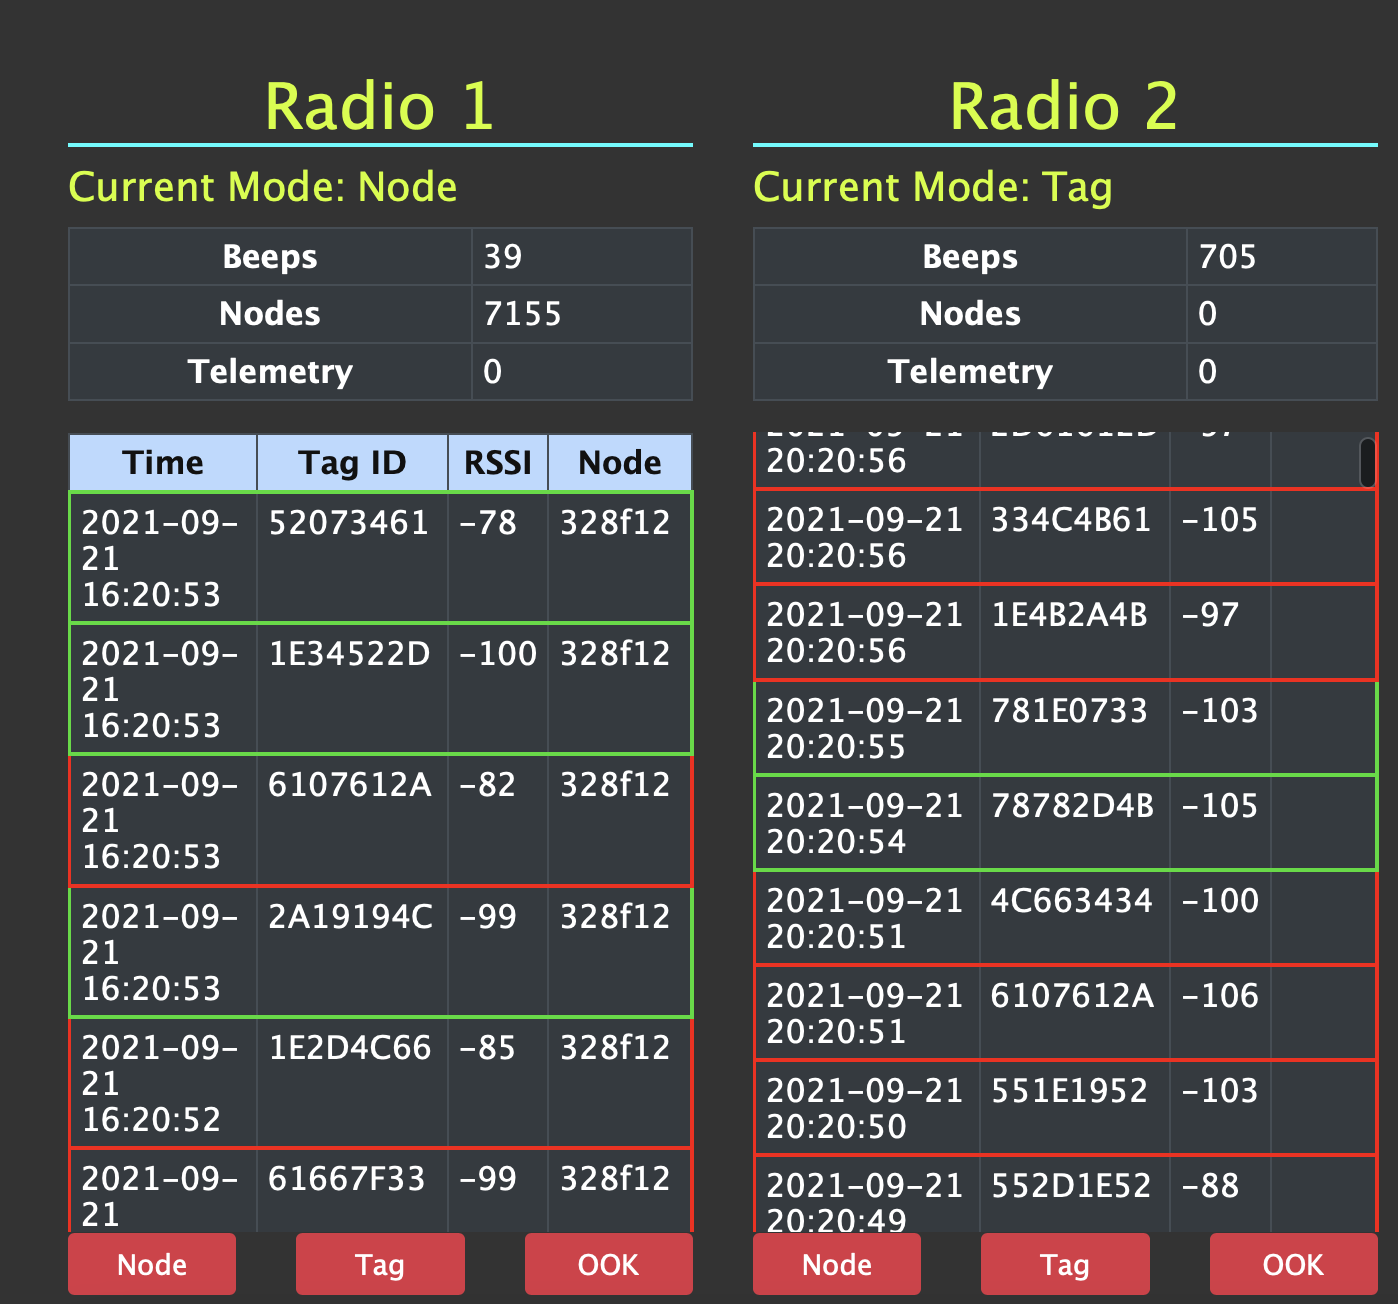 Radio 1
Current Mode: Node
Beeps 39
Nodes 7155
Telemetry 0
Time Tag ID RSSI Node
2021-09- 52073461 -78 328f12
21
16:20:53
2021-09- 1E34522D -100 328f12
21
16:20:53
2021-09- 6107612A -82 328f12
21
16:20:53
2021-09- 2A19194C -99 328f12
21
16:20:53
2021-09- 1E2D4C66 -85 328f12
21
16:20:52
2021-09- 61667F33 -99 328f12
21
Node Tag OOK
Radio 2
Current Mode: Tag
Beeps 705
Nodes 0
Telemetry 0
20:20:56
2021-09-21 334C4B61 -105
20:20:56
2021-09-21 1E4B2A4B -97
20:20:56
2021-09-21 781E0733 -103
20:20:55
2021-09-21 78782D4B -105
20:20:54
2021-09-21 4C663434 -100
20:20:51
2021-09-21 6107612A -106
20:20:51
2021-09-21 551E1952 -103
20:20:50
2021-09-21 552D1E52 -88
20:20:49
Node Tag OOK